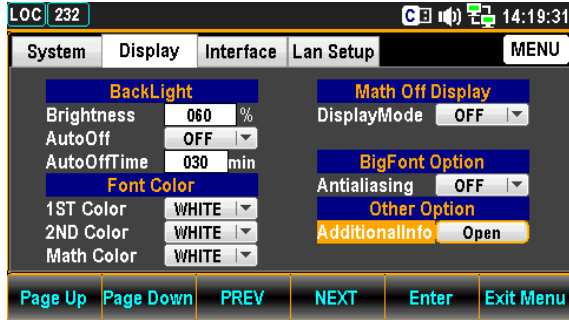 LOC 232 C 14:19:31
System Display Interface Lan Setup MENU
BackLight
Brightness 060 %
AutoOff OFF
AutoOffTime 030 min
Font Color
1ST Color WHITE
2ND Color WHITE
Math Color WHITE
Math Off Display
DisplayMode OFF
BigFont Option
Antialiasing OFF
Other Option
AdditionalInfo Open
Page Up Page Down PREV NEXT Enter Exit Menu